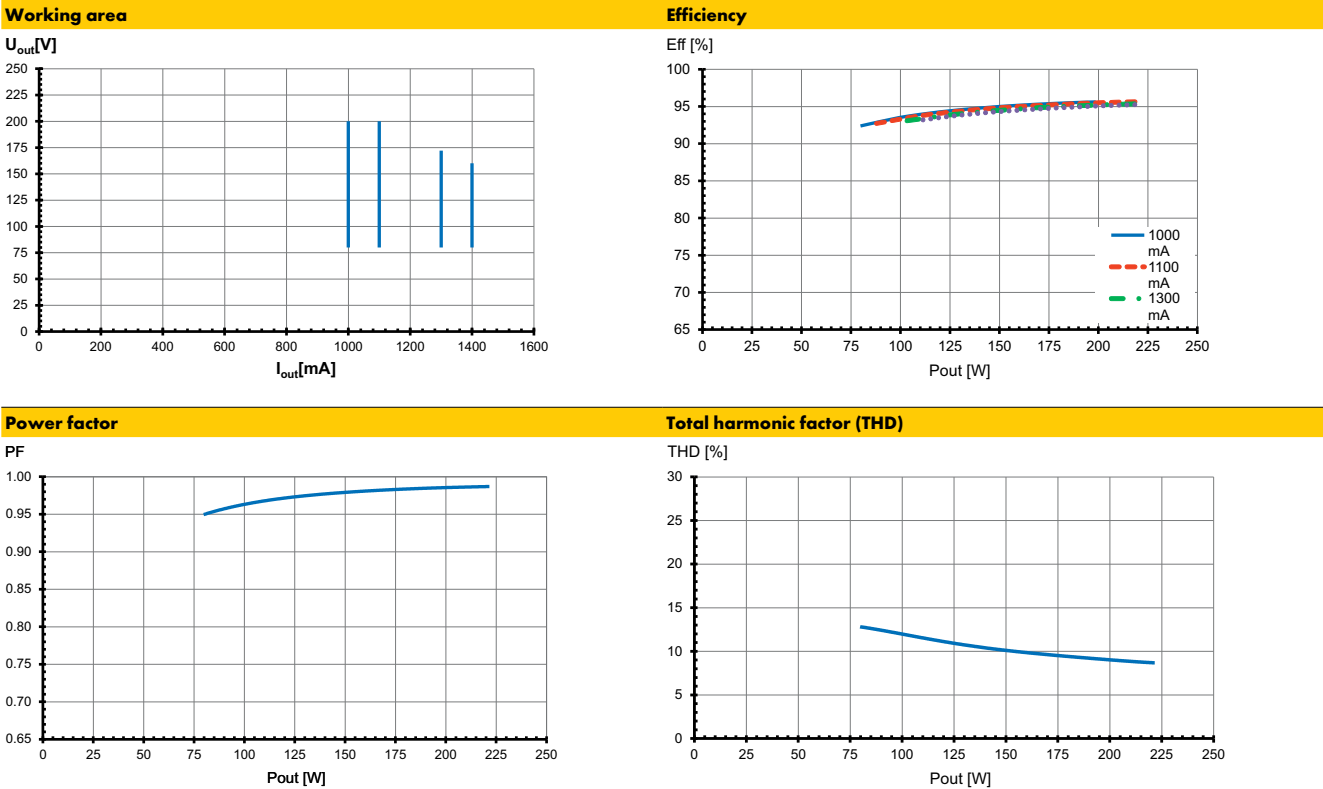 Working area
Uout[V]
250
225
200
175
150
125
100
75
50
25
0
0 200 400 600 800 1000 1200 1400 1600
Iout[mA]
Efficiency
Eff [%]
100
95
90
85
80
75
70
65
1000
mA
1100
mA
1300
mA
0 25 50 75 100 125 150 175 200 225 250
Pout [W]
Power factor
PF
1.00
0.95
0.90
0.85
0.80
0.75
0.70
0.65
0 25 50 75 100 125 150 175 200 225 250
Pout [W]
Total harmonic factor (THD)
THD [%]
30
25
20
15
10
5
0
0 25 50 75 100 125 150 175 200 225 250
Pout [W]